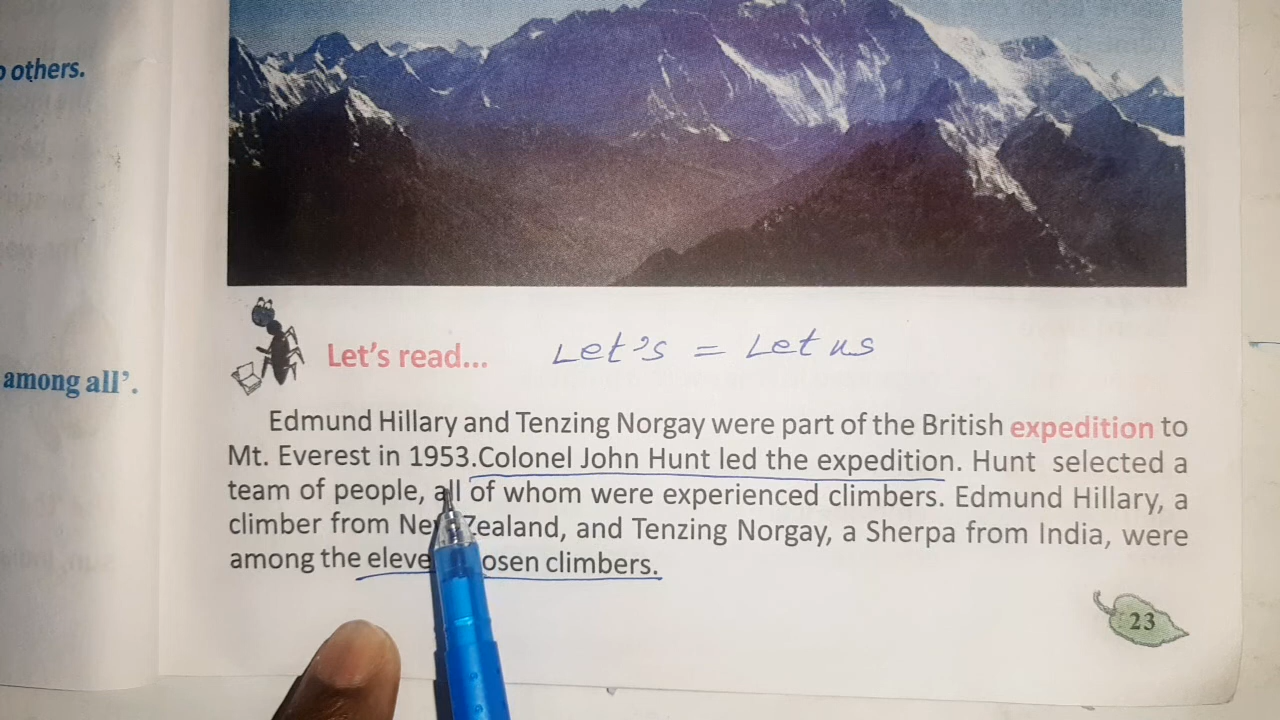 others.
among all'.
Let's read...
Let's = Let us
Edmund Hillary and Tenzing Norgay were part of the British expedition to
Mt. Everest in 1953.Colonel John Hunt led the expedition. Hunt selected a
team of people, all of whom were experienced climbers. Edmund Hillary, a
climber from New Zealand, and Tenzing Norgay, a Sherpa from India, were
among the climbers.
23